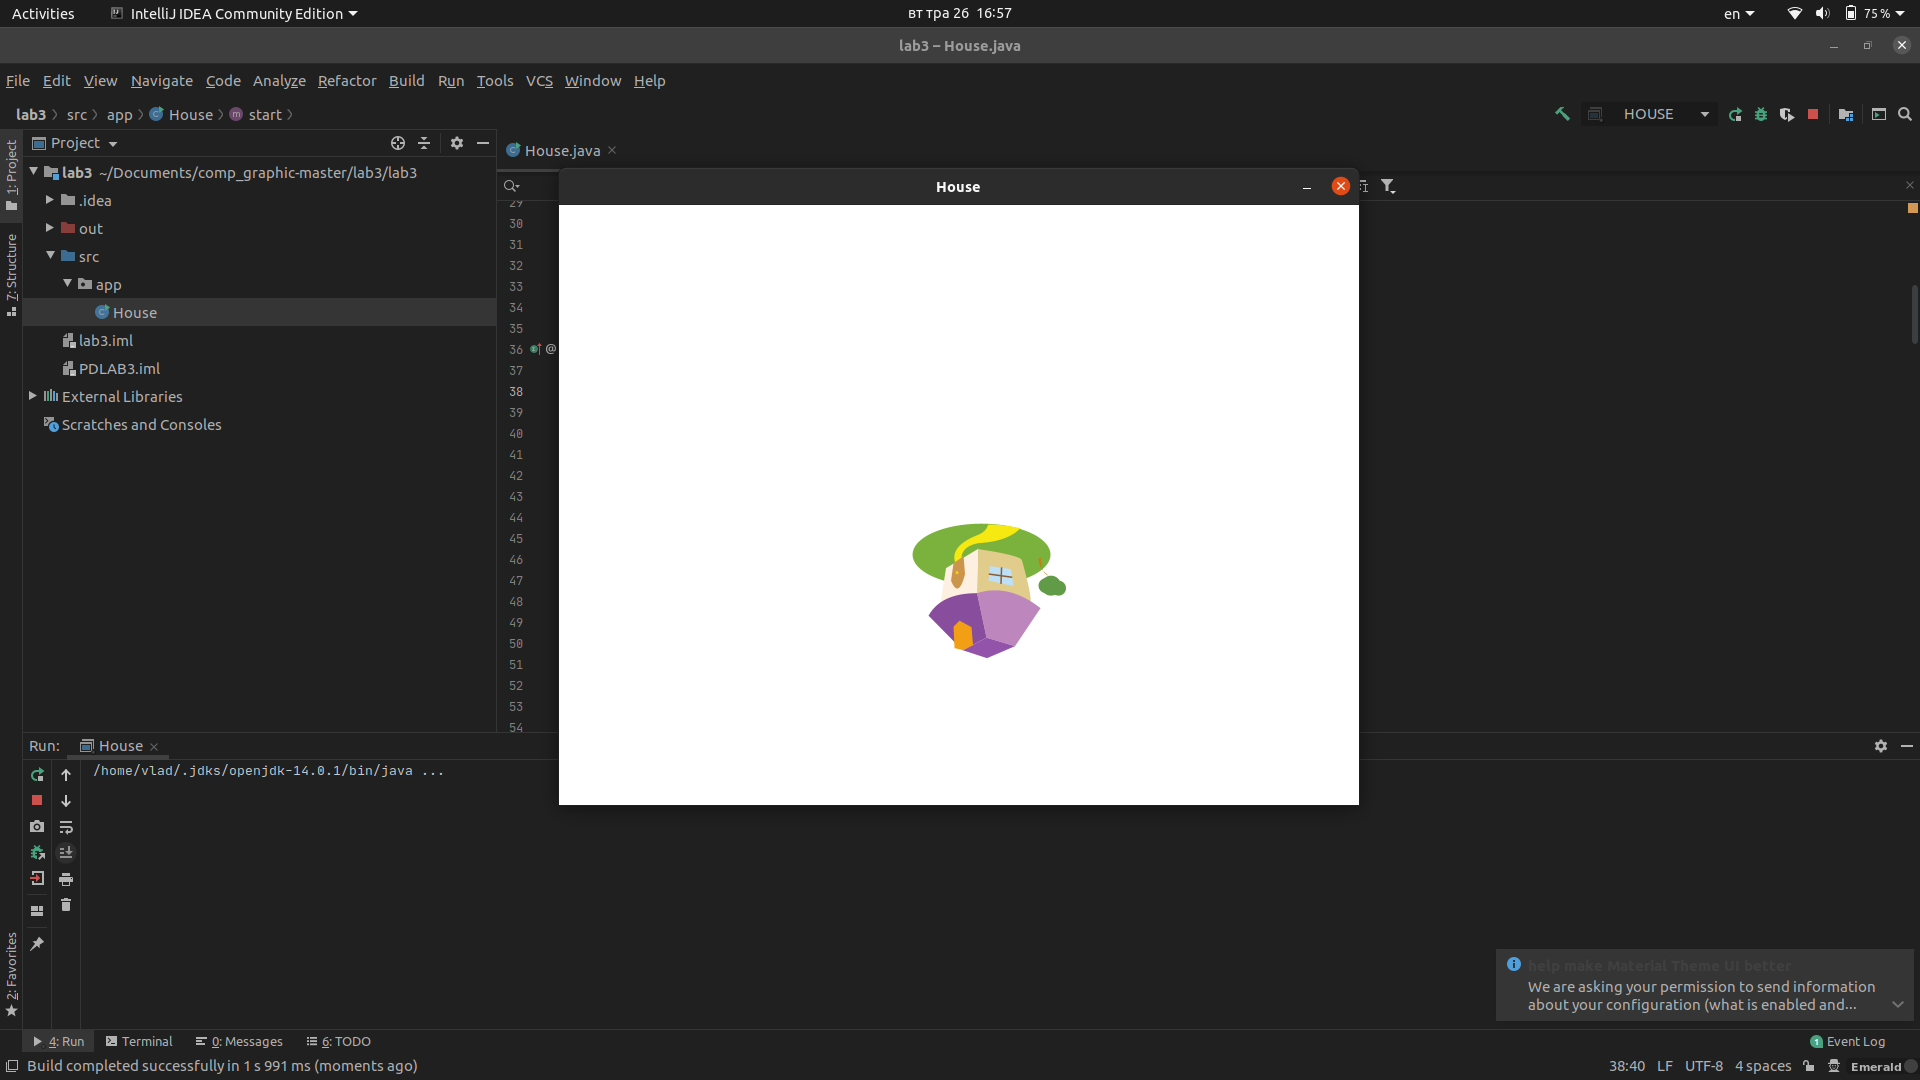 Activities IntelliJ IDEA Community Edition вт тра 26 16:57 en 75 %
lab3 – House.java
File Edit View Navigate Code Analyze Refactor Build Run Tools VCS Window Help
lab3 src app House start HOUSE
1: Project
Project
House.java
lab3 ~/Documents/comp_graphic-master/lab3/lab3
House
.idea
out
7: Structure
src
app
House
lab3.iml
PDLAB3.iml
External Libraries
Scratches and Consoles
29
30
31
32
33
34
35
36 @
37
38
39
40
41
42
43
44
45
46
47
48
49
50
51
52
53
54
Run: House
/home/vlad/.jdks/openjdk-14.0.1/bin/java ...
2: Favorites
help make Material Theme UI better
We are asking your permission to send information
about your configuration (what is enabled and...
4: Run Terminal 0: Messages 6: TODO 1 Event Log
Build completed successfully in 1 s 991 ms (moments ago) 38:40 LF UTF-8 4 spaces Emerald